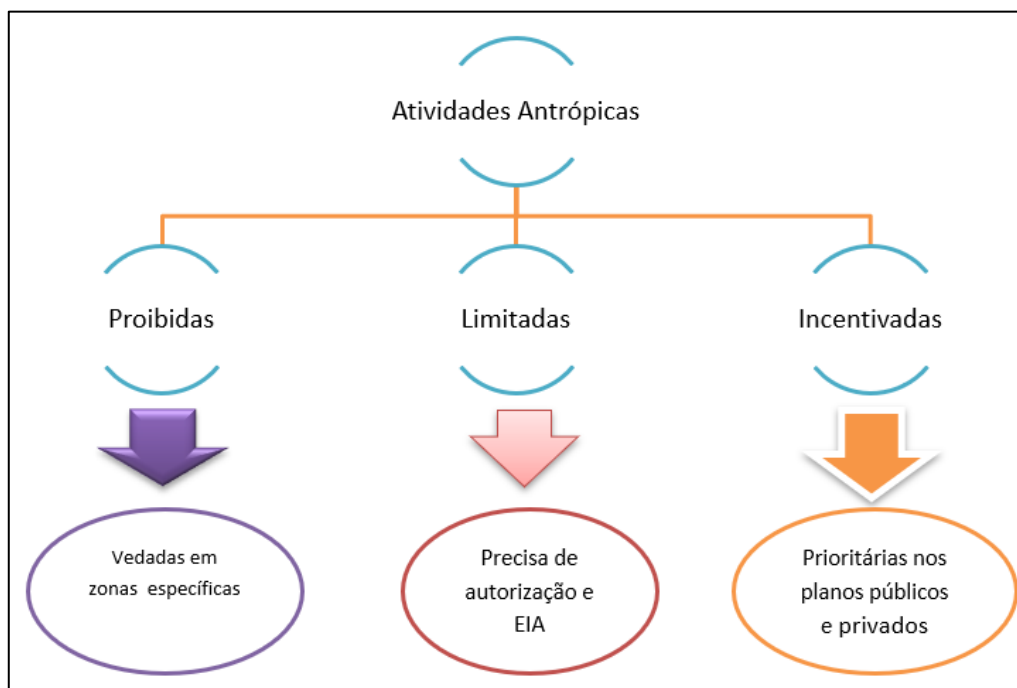 Atividades Antrópicas
Proibidas
Limitadas
Incentivadas
Vedadas em
zonas específicas
Precisa de
autorização e
EIA
Prioritárias nos
planos públicos
e privados